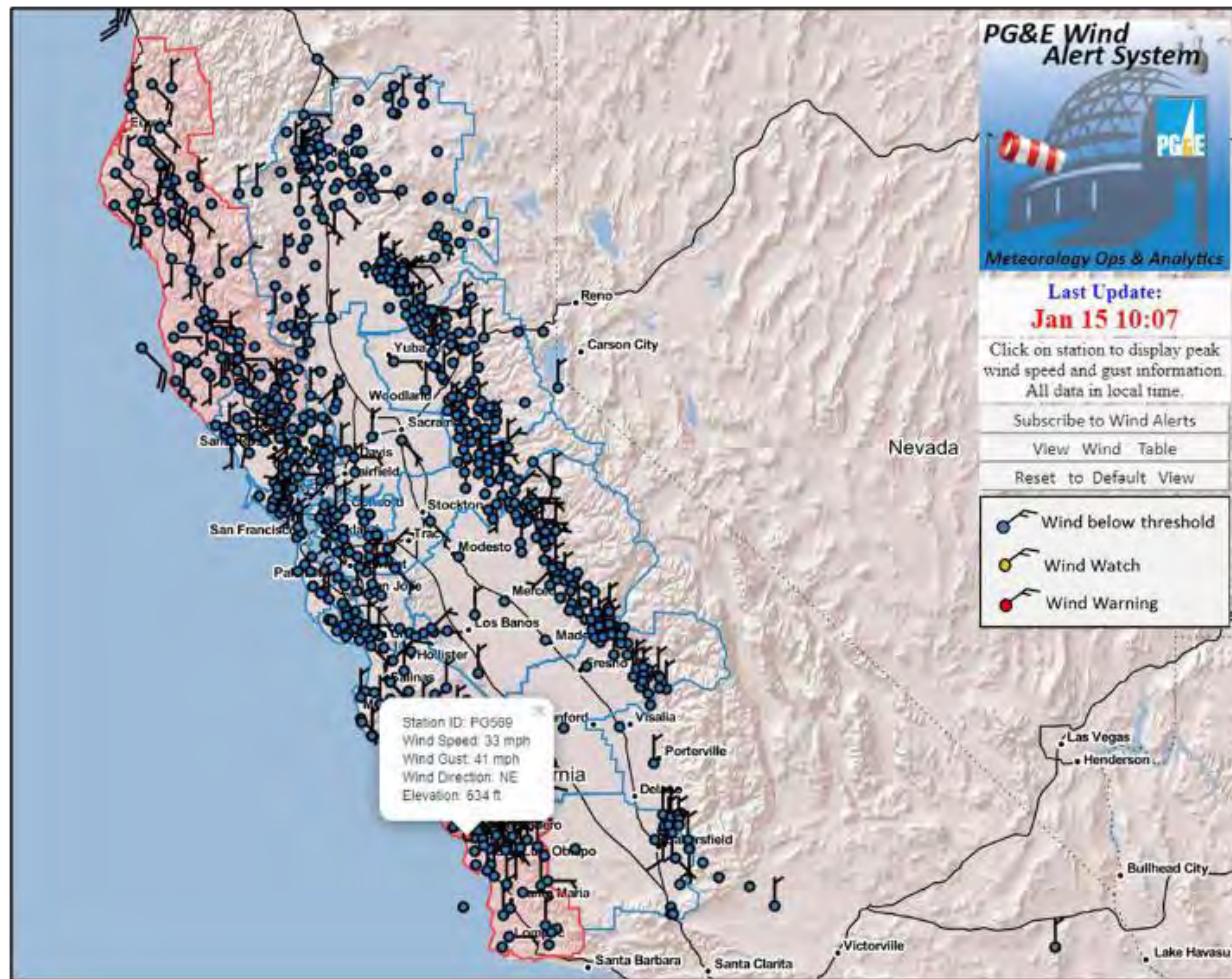 PG&E Wind
Alert System
PG&E
Meteorology Ops & Analytics
Last Update:
Jan 15 10:07
Click on station to display peak
wind speed and gust information.
All data in local time.
Subscribe to Wind Alerts
View Wind Table
Reset to Default View
Wind below threshold
Wind Watch
Wind Warning
Reno
Carson City
Yuba
Woodland
Sacram
Davis
Nevada
Stockton
San Francisco
Modesto
Merce
Los Banos
Made
Hollister
Fresno
Salinas
Visalia
Porterville
Station ID: PG569
Wind Speed: 33 mph
Wind Gust: 41 mph
Wind Direction: NE
Elevation: 634 ft
Las Vegas
Henderson
Bullhead City
Victorville
Lake Havasu
Santa Barbara
Santa Clarita